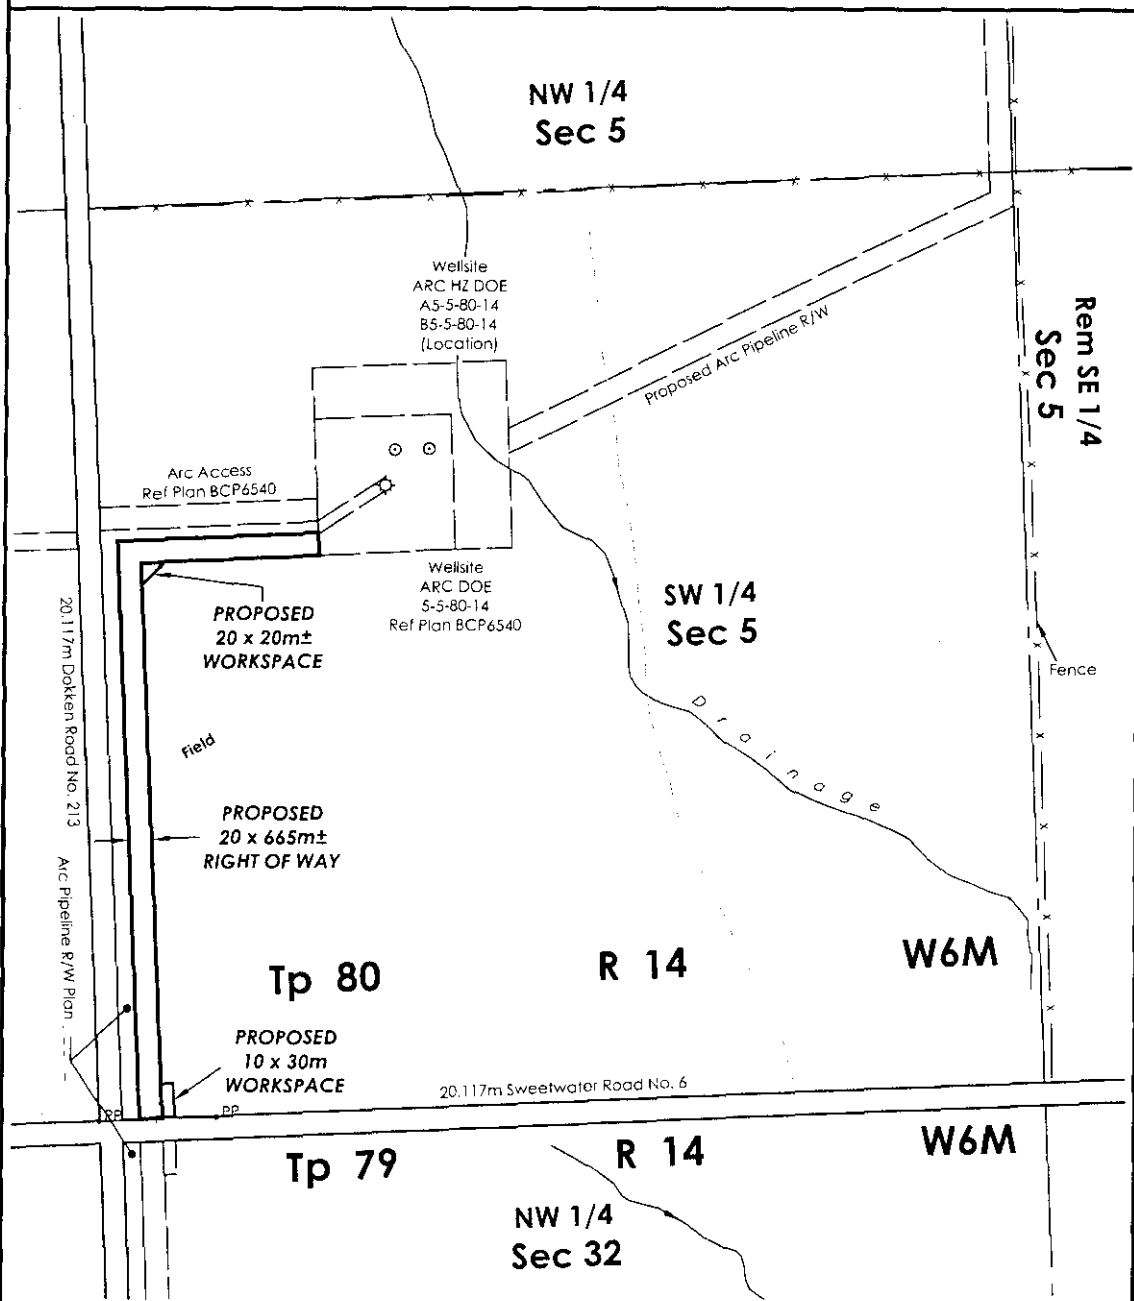 NW 1/4
Sec 5
Wellsite
ARC HZ DOE
A5-5-80-14
B5-5-80-14
(Location)
Proposed Arc Pipeline R/W
Rem SE 1/4
Sec 5
Arc Access
Ref Plan BCP6540
Wellsite
ARC DOE
5-5-80-14
Ref Plan BCP6540
SW 1/4
Sec 5
PROPOSED
20 x 20m±
WORKSPACE
Fence
20.117m Dokken Road No. 213
Field
Drainage
PROPOSED
20 x 665m±
RIGHT OF WAY
Arc Pipeline R/W Plan
Tp 80
R 14
W6M
PROPOSED
10 x 30m
WORKSPACE
20.117m Sweetwater Road No. 6
PP
PP
Tp 79
R 14
W6M
NW 1/4
Sec 32